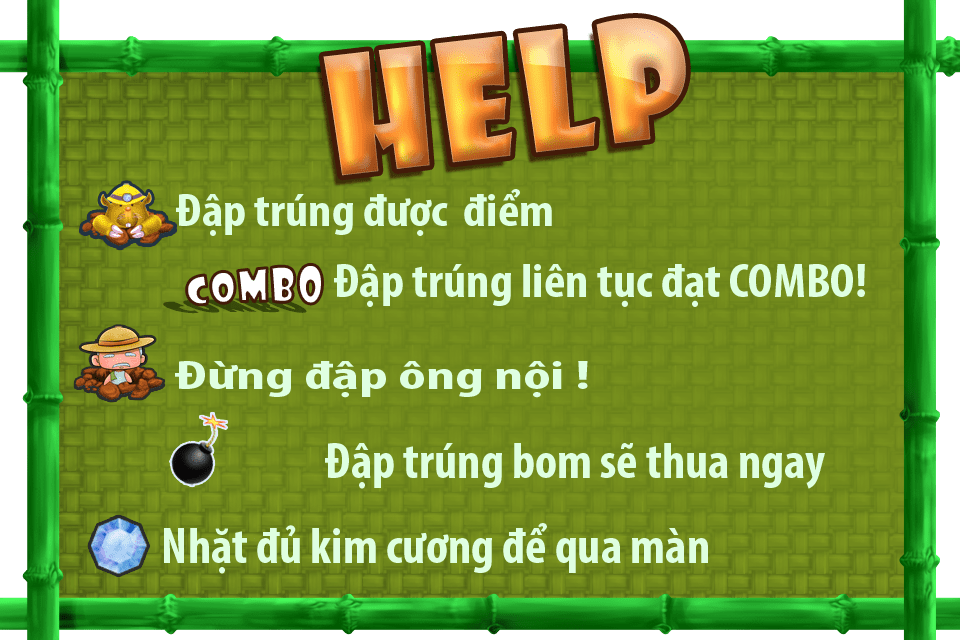 HELP
Đập trúng được điểm
COMBO Đập trúng liên tục đạt COMBO!
Đừng đập ông nội !
Đập trúng bom sẽ thua ngay
Nhặt đủ kim cương để qua màn